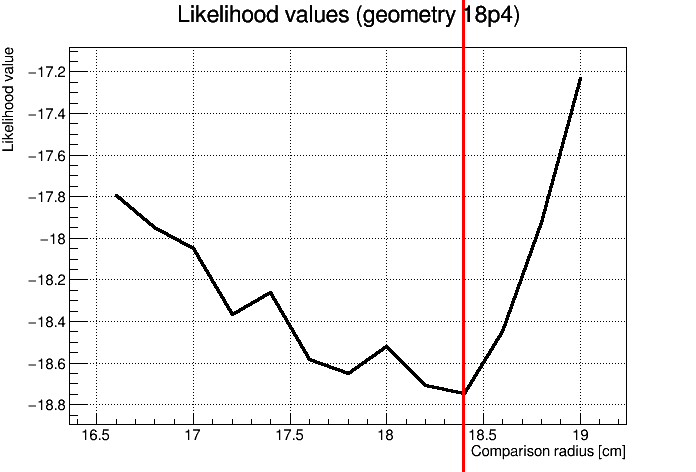 Likelihood values (geometry 18p4)
Likelihood value
−17.2
−17.4
−17.6
−17.8
−18
−18.2
−18.4
−18.6
−18.8
16.5 17 17.5 18 18.5 19
Comparison radius [cm]